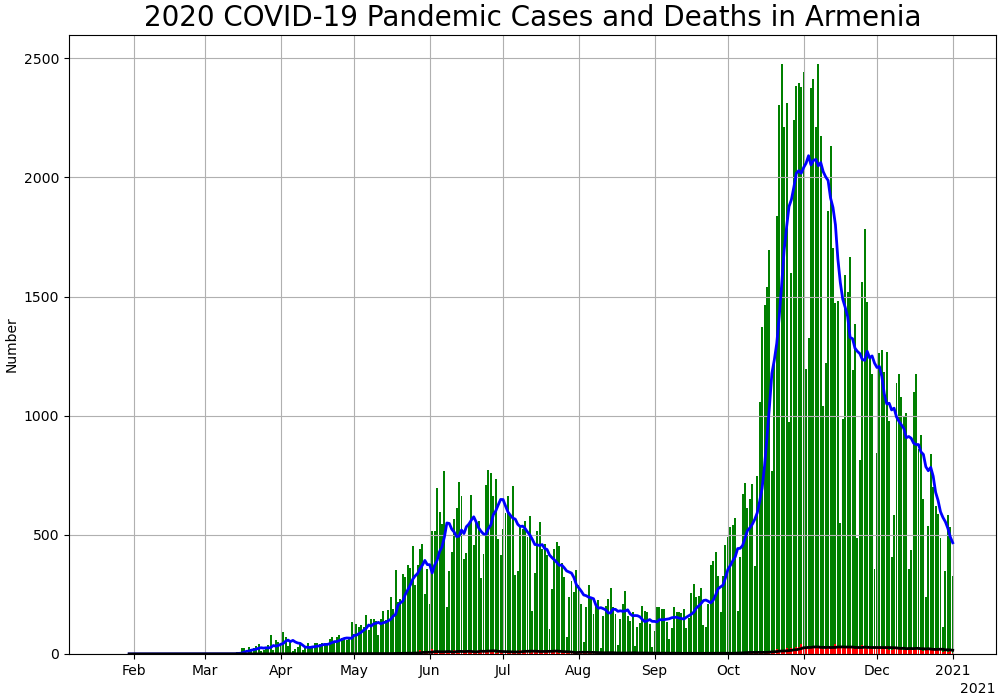 2020 COVID-19 Pandemic Cases and Deaths in Armenia
2500
2000
1500
1000
500
0
Number
Feb Mar Apr May Jun Jul Aug Sep Oct Nov Dec 2021
2021